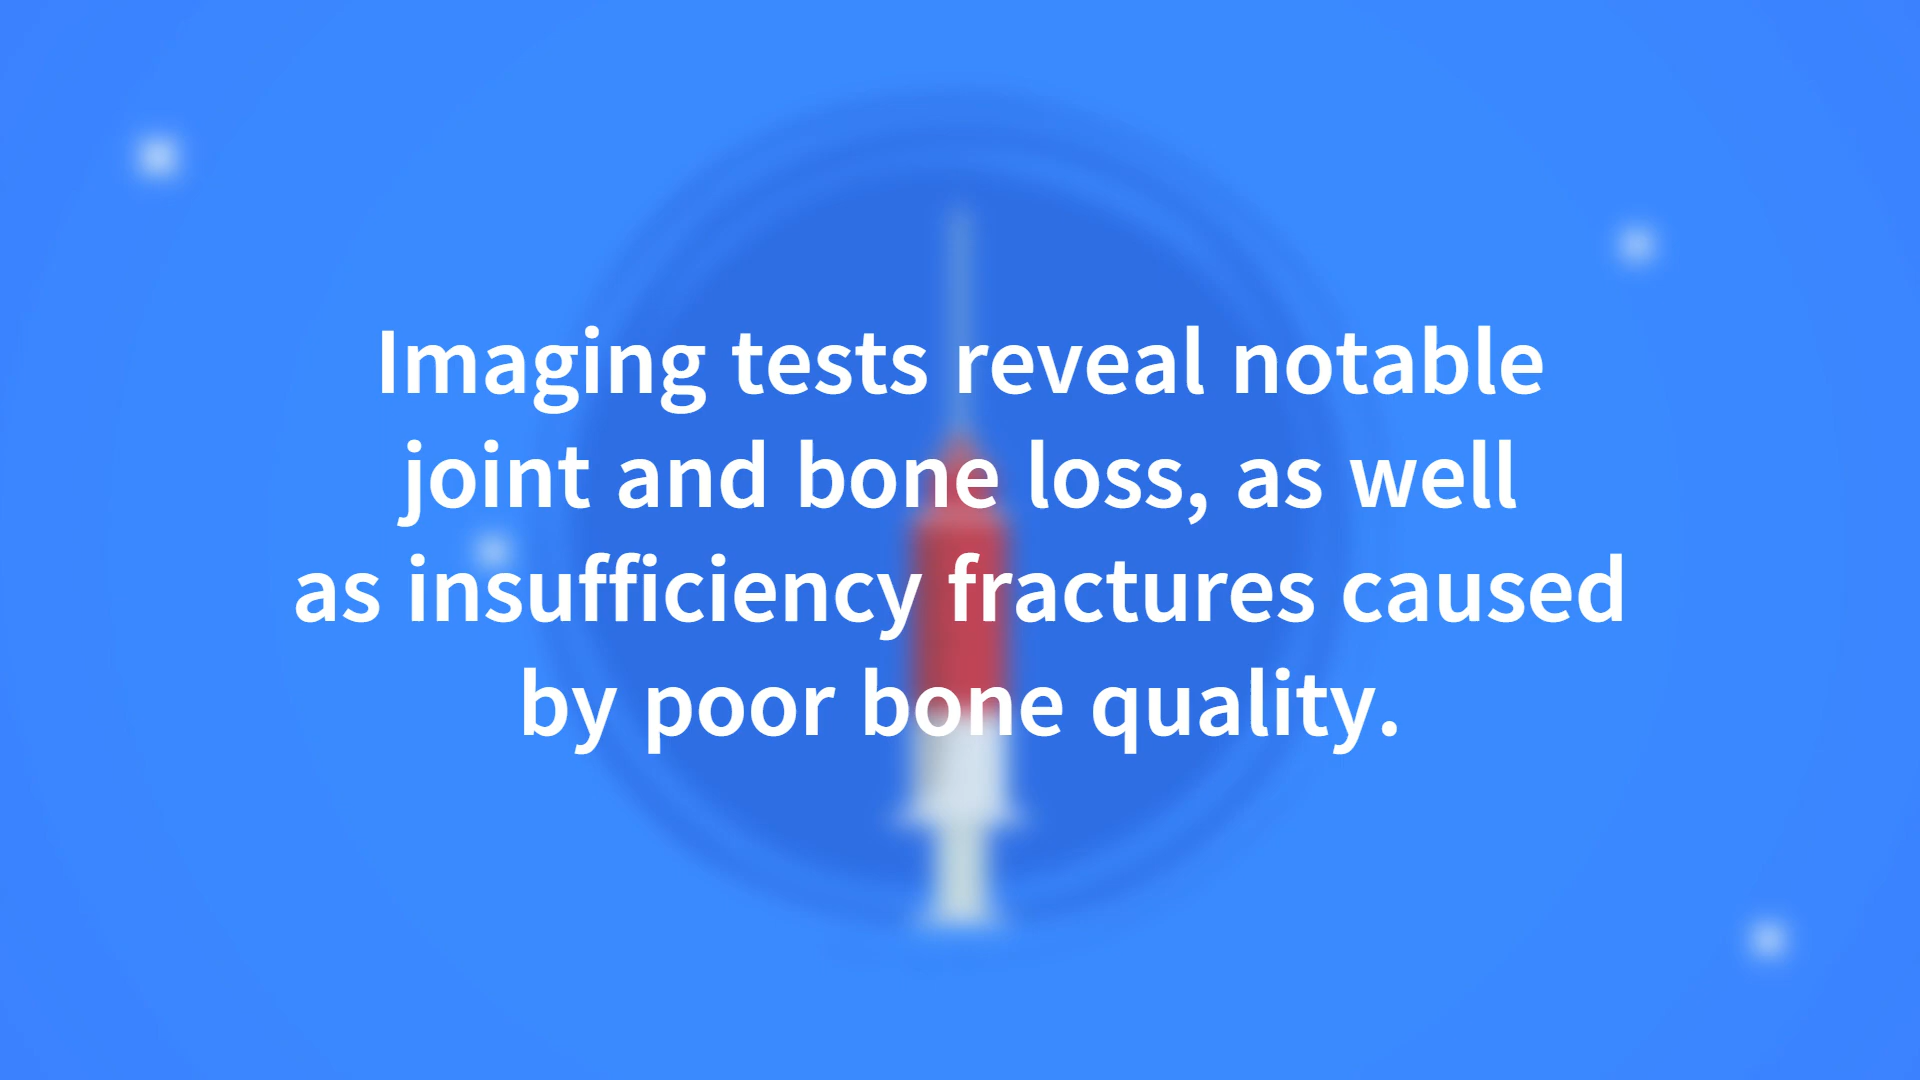 Imaging tests reveal notable
joint and bone loss, as well
as insufficiency fractures caused
by poor bone quality.